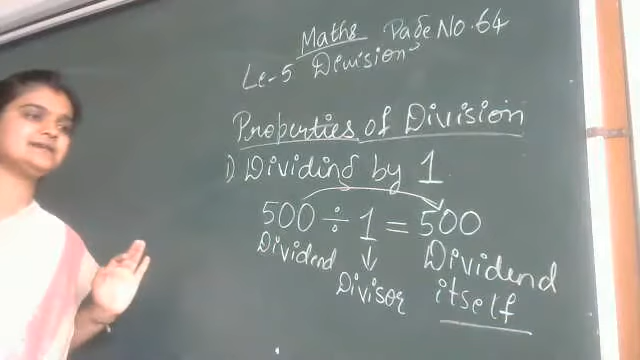 Maths Page No. 64
Le-5 Division
Properties of Division
1) Dividing by 1
500 ÷ 1 = 500
Dividend Divisor Dividend
itself